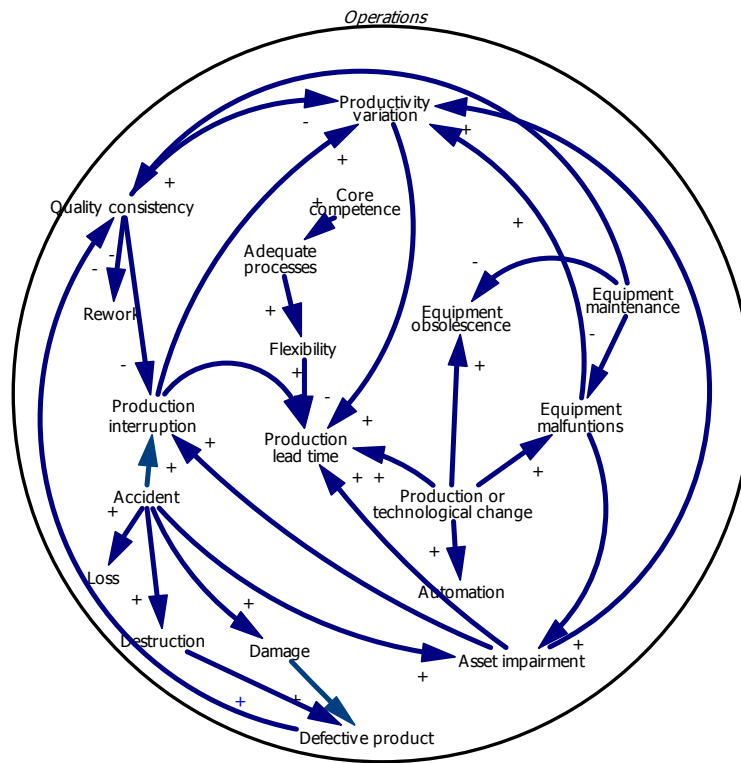 Operations
Productivity
variation
-
+
+
+
Quality consistency
+
Core
competence
+
Adequate
processes
-
-
-
Rework
Equipment
maintenance
Equipment
obsolescence
+
-
Flexibility
+
-
+
-
+
Production
interruption
Equipment
malfuntions
Production
lead time
+
+
+
+
+
Accident
Production or
technological change
+
+
Loss
Automation
+
+
Destruction
Damage
+
Asset impairment
+
+
+
Defective product